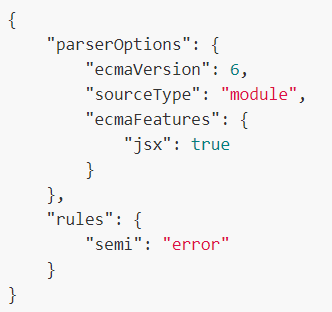 {
    "parserOptions": {
        "ecmaVersion": 6,
        "sourceType": "module",
        "ecmaFeatures": {
            "jsx": true
        }
    },
    "rules": {
        "semi": "error"
    }
}